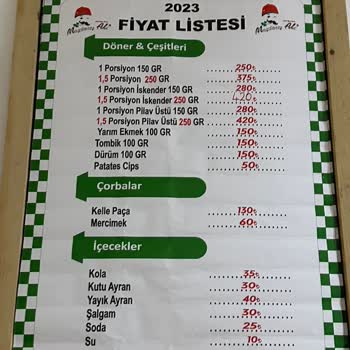 2023
FİYAT LİSTESİ
Döner & Çeşitleri
1 Porsiyon 150 GR 250₺
1,5 Porsiyon 250 GR 375₺
1 Porsiyon İskender 150 GR 280₺
1,5 Porsiyon İskender 250 GR 420₺
1 Porsiyon Pilav Üstü 150 GR 280₺
1,5 Porsiyon Pilav Üstü 250 GR 420₺
Yarım Ekmek 100 GR 150₺
Tombik 100 GR 150₺
Dürüm 100 GR 150₺
Patates Cips 50₺
Çorbalar
Kelle Paça 130₺
Mercimek 60₺
İçecekler
Kola 35₺
Kutu Ayran 30₺
Yayık Ayran 40₺
Şalgam 30₺
Soda 25₺
Su 10₺